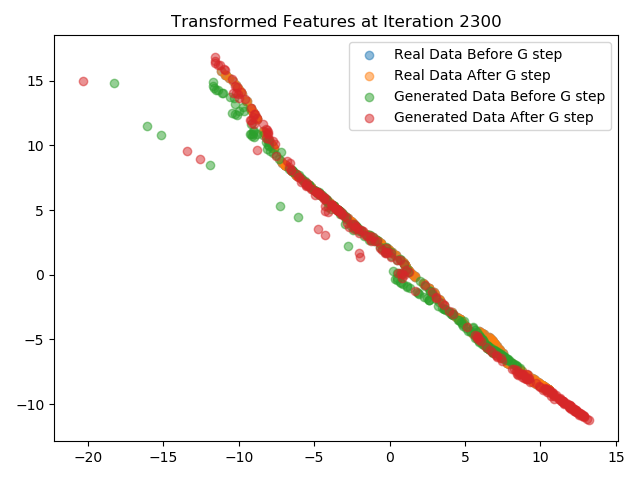 Transformed Features at Iteration 2300
Real Data Before G step
Real Data After G step
Generated Data Before G step
Generated Data After G step
15
10
5
0
−5
−10
−20
−15
−10
−5
0
5
10
15